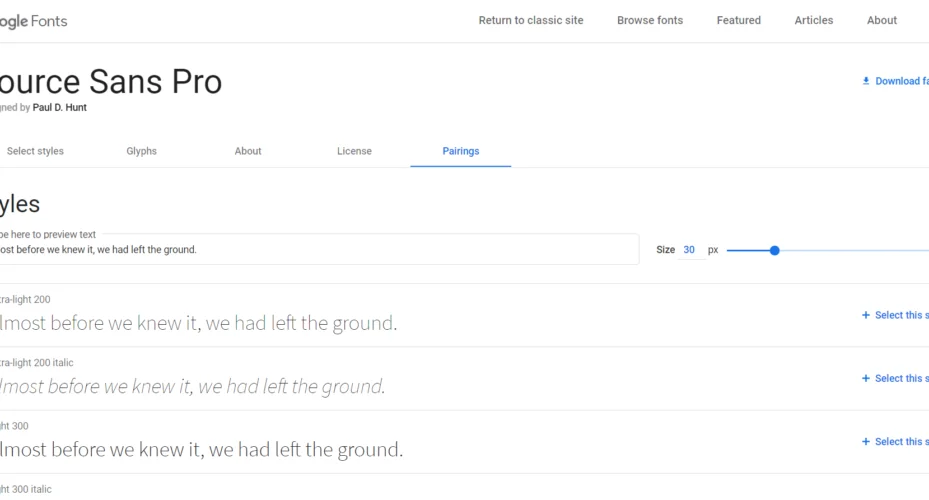 ogle Fonts Return to classic site Browse fonts Featured Articles About
ource Sans Pro
Download fa
ned by Paul D. Hunt
Select styles Glyphs About License Pairings
yles
pe here to preview text
ost before we knew it, we had left the ground.
Size 30 px
tra-light 200
lmost before we knew it, we had left the ground.
+ Select this s
tra-light 200 italic
lmost before we knew it, we had left the ground.
+ Select this s
ght 300
lmost before we knew it, we had left the ground.
+ Select this s
ght 300 italic